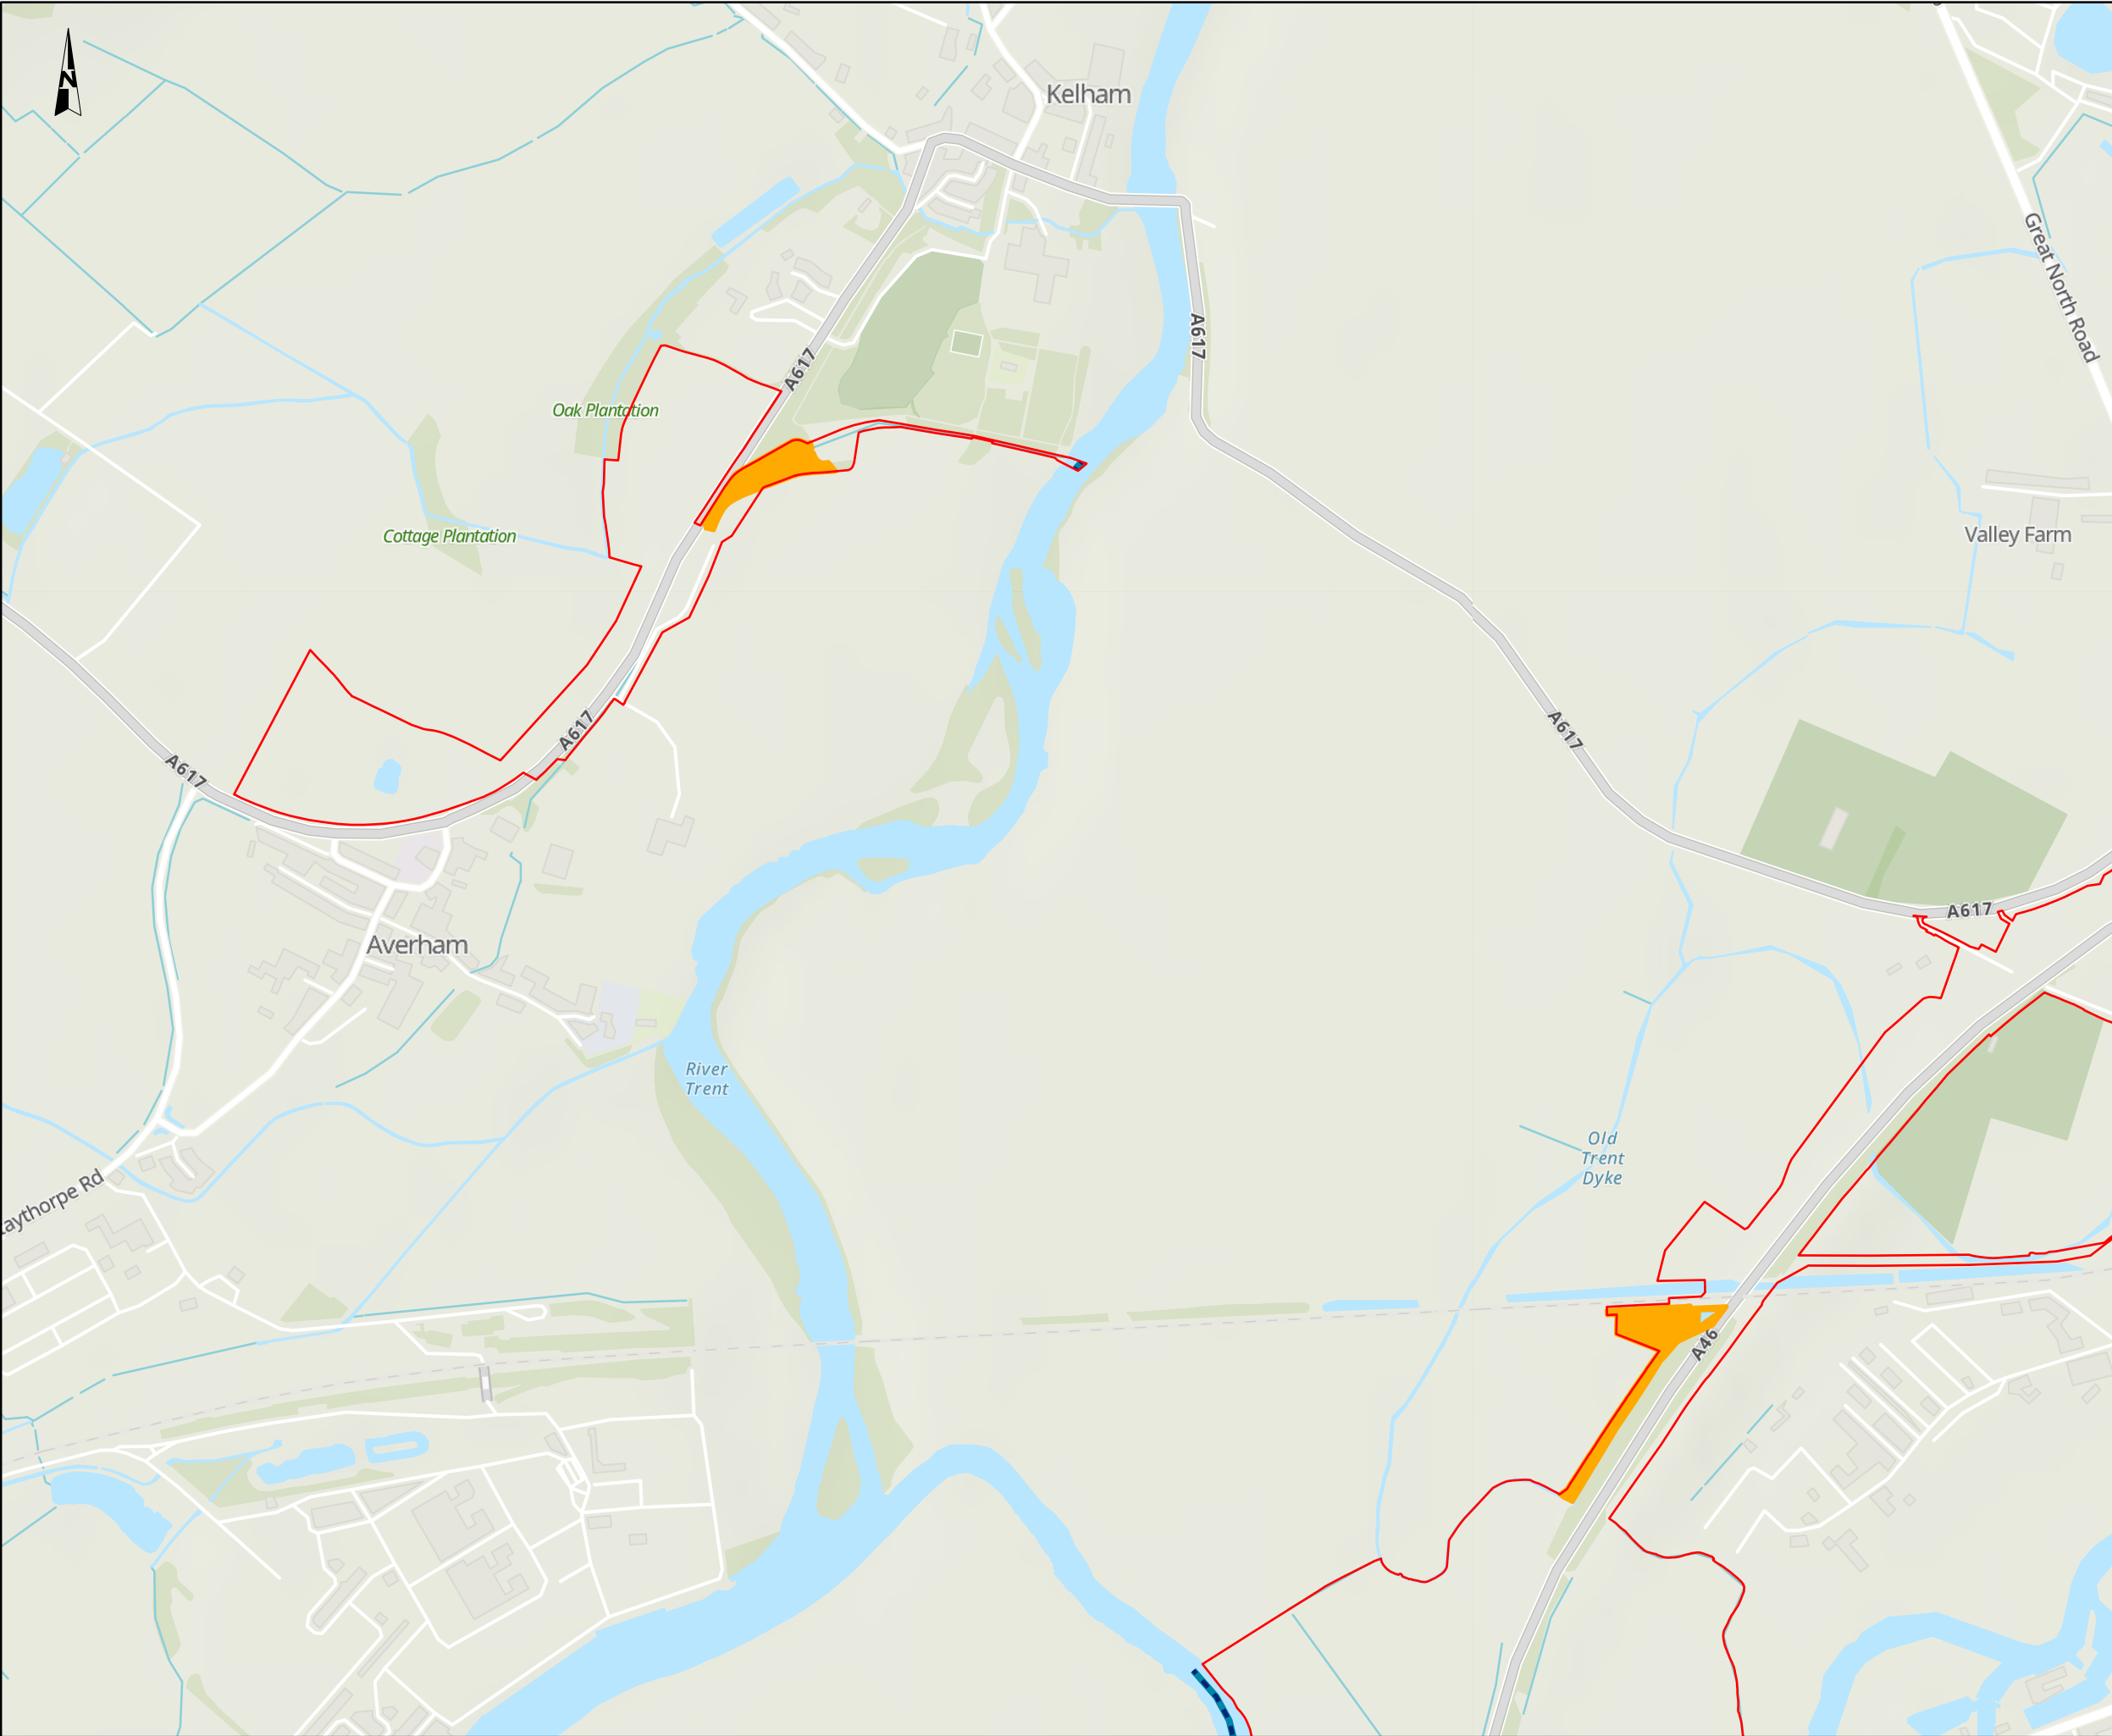 N
Kelham
Great North Road
A617
A617
Oak Plantation
Cottage Plantation
Valley Farm
A617
A617
A617
A617
Averham
River
Trent
Old
Trent
Dyke
aythorpe Rd
A46